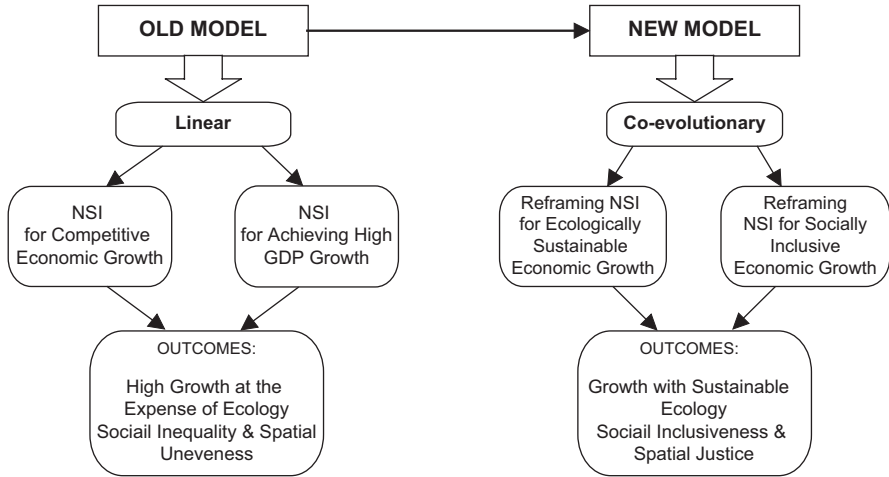 OLD MODEL
NEW MODEL
Linear
Co-evolutionary
NSI
for Competitive
Economic Growth
NSI
for Achieving High
GDP Growth
Reframing NSI
for Ecologically
Sustainable
Economic Growth
Reframing
NSI for Socially
Inclusive
Economic Growth
OUTCOMES:
High Growth at the
Expense of Ecology
Sociail Inequality & Spatial
Uneveness
OUTCOMES:
Growth with Sustainable
Ecology
Sociail Inclusiveness &
Spatial Justice